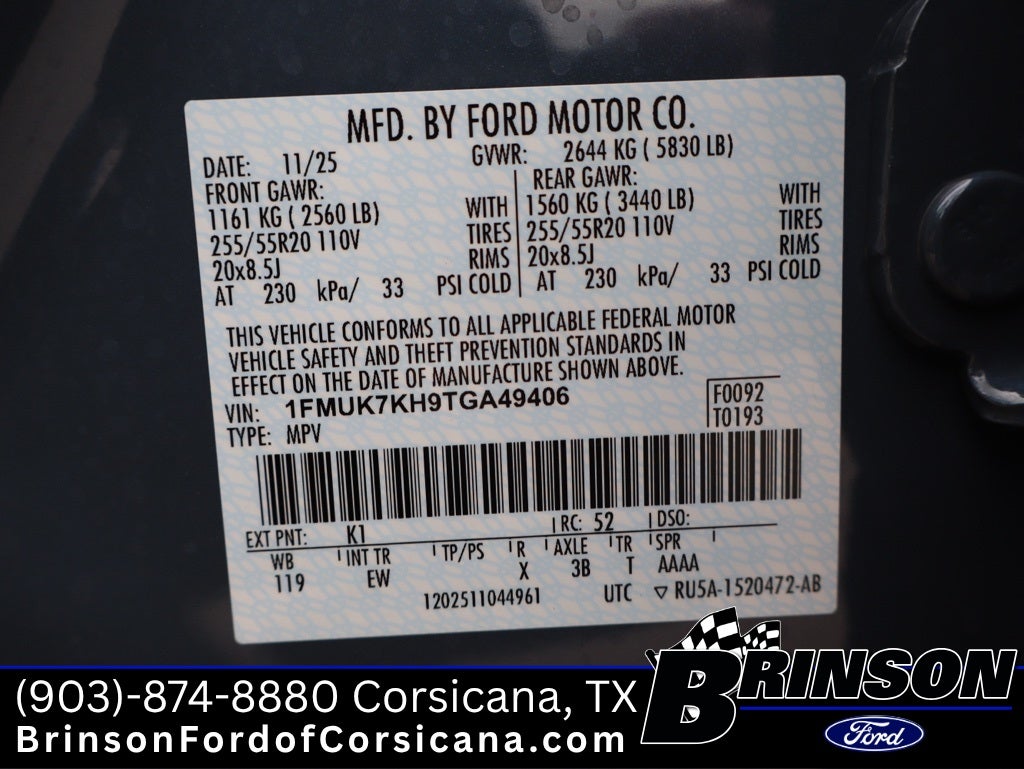 MFD. BY FORD MOTOR CO.
DATE: 11/25 GVWR: 2644 KG ( 5830 LB)
FRONT GAWR: REAR GAWR:
1161 KG ( 2560 LB) WITH 1560 KG ( 3440 LB) WITH
255/55R20 110V TIRES 255/55R20 110V TIRES
20x8.5J RIMS 20x8.5J RIMS
AT 230 kPa/ 33 PSI COLD AT 230 kPa/ 33 PSI COLD
THIS VEHICLE CONFORMS TO ALL APPLICABLE FEDERAL MOTOR
VEHICLE SAFETY AND THEFT PREVENTION STANDARDS IN
EFFECT ON THE DATE OF MANUFACTURE SHOWN ABOVE.
VIN: 1FMUK7KH9TGA49406 F0092
TYPE: MPV T0193
EXT PNT: K1 RC: 52 DSO:
WB INT TR TP/PS R AXLE TR SPR
119 EW X 3B T AAAA
1202511044961 UTC ▽ RU5A-1520472-AB
(903)-874-8880 Corsicana, TX
BrinsonFordofCorsicana.com
BRINSON
Ford